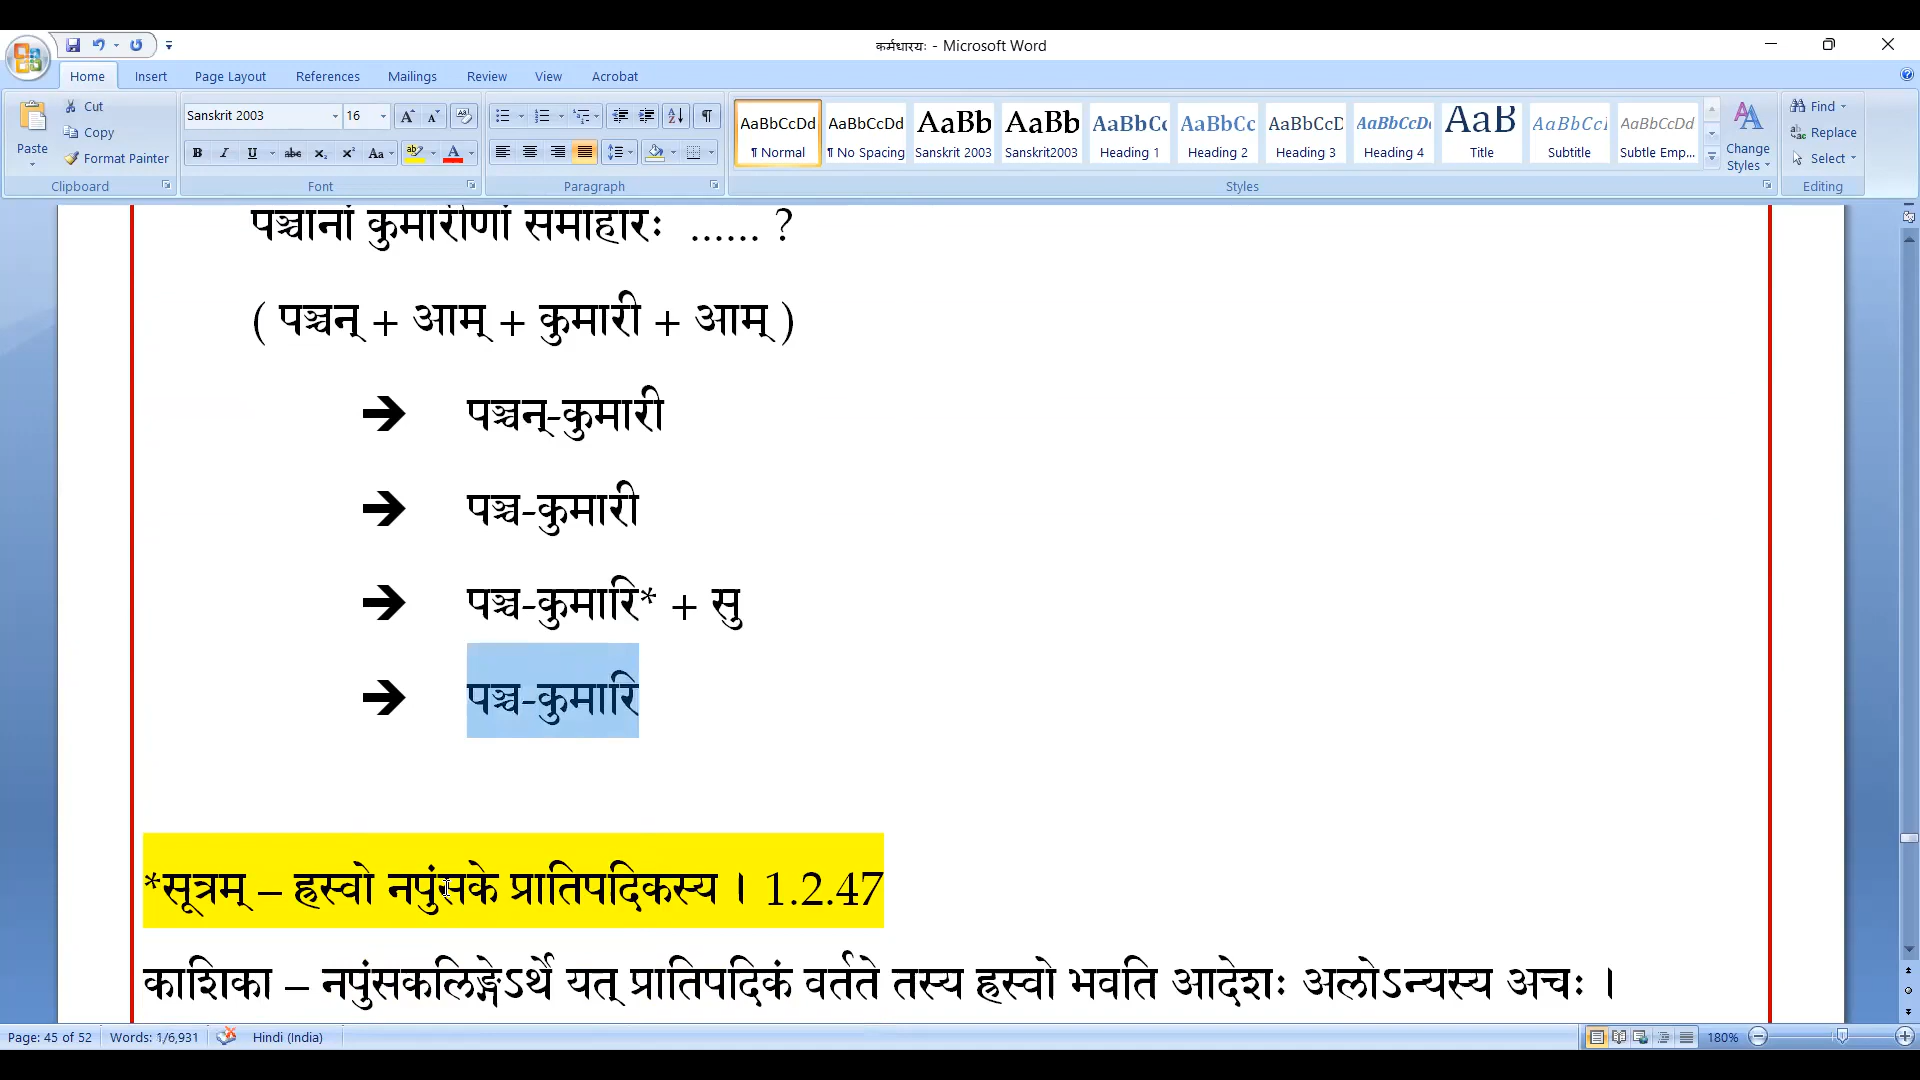 कर्मधारयः - Microsoft Word
Home Insert Page Layout References Mailings Review View Acrobat
Paste Cut Copy Format Painter
Sanskrit 2003 16
AaBbCcDd AaBbCcDd AaBb AaBb AaBbCc AaBbCc AaBbCcD AaBbCcDc AaB AaBbCcI AaBbCcDd
¶ Normal ¶ No Spacing Sanskrit 2003 Sanskrit2003 Heading 1 Heading 2 Heading 3 Heading 4 Title Subtitle Subtle Emp...
Change Styles
Find
Replace
Select
Clipboard Font Paragraph Styles Editing
पञ्चानां कुमारीणां समाहारः ...... ?
( पञ्चन् + आम् + कुमारी + आम् )
➔ पञ्चन्-कुमारी
➔ पञ्च-कुमारी
➔ पञ्च-कुमारि* + सु
➔ पञ्च-कुमारि
*सूत्रम् – ह्रस्वो नपुंसके प्रातिपदिकस्य । 1.2.47
काशिका – नपुंसकलिङ्गेऽर्थे यत् प्रातिपदिकं वर्तते तस्य ह्रस्वो भवति आदेशः अलोऽन्यस्य अचः ।
Page: 45 of 52 Words: 1/6,931 Hindi (India) 180%